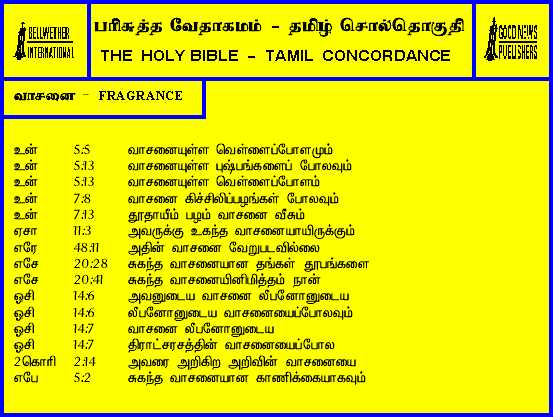 BELLWETHER
INTERNATIONAL
பரிசுத்த வேதாகமம் - தமிழ் சொல்தொகுதி
THE HOLY BIBLE - TAMIL CONCORDANCE
GOOD NEWS
PUBLISHERS
வாசனை - FRAGRANCE
உன் 5:5 வாசனையுள்ள வெள்ளைப்போளமும்
உன் 5:13 வாசனையுள்ள புஷ்பங்களைப் போலவும்
உன் 5:13 வாசனையுள்ள வெள்ளைப்போளம்
உன் 7:8 வாசனை கிச்சிலிப்பழங்கள் போலவும்
உன் 7:13 தூதாயீம் பழம் வாசனை வீசும்
ஏசா 11:3 அவருக்கு உகந்த வாசனையாயிருக்கும்
எரே 48:11 அதின் வாசனை வேறுபடவில்லை
எசே 20:28 சுகந்த வாசனையான தங்கள் தூபங்களை
எசே 20:41 சுகந்த வாசனையினிமித்தம் நான்
ஓசி 14:6 அவனுடைய வாசனை லீபனோனுடைய
ஓசி 14:6 லீபனோனுடைய வாசனையைப்போலவும்
ஓசி 14:7 வாசனை லீபனோனுடைய
ஓசி 14:7 திராட்சரசத்தின் வாசனையைப்போல
2கொரி 2:14 அவரை அறிகிற அறிவின் வாசனையை
எபே 5:2 சுகந்த வாசனையான காணிக்கையாகவும்